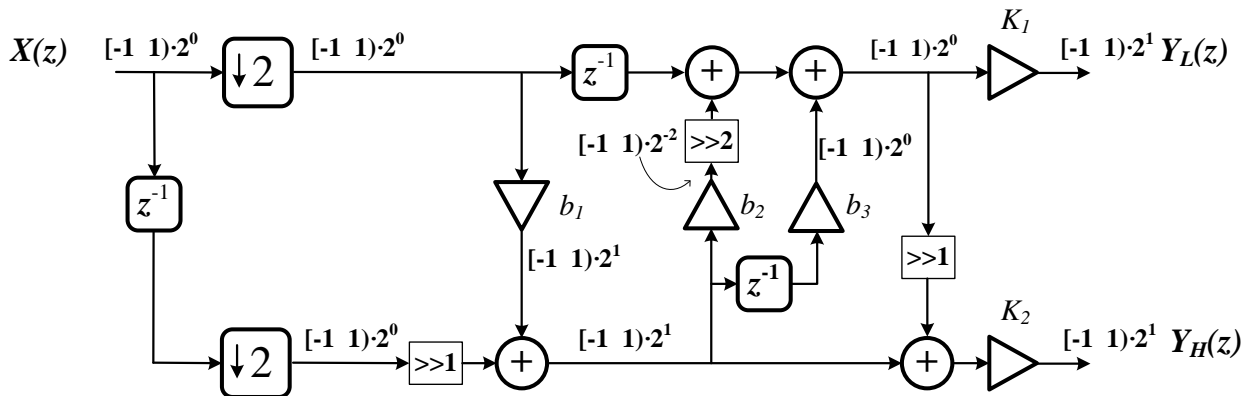 X(z)
[-1 1)·2⁰
↓2
[-1 1)·2⁰
z⁻¹
+
+
[-1 1)·2⁰
K₁
[-1 1)·2¹ Y_L(z)
z⁻¹
b₁
[-1 1)·2⁻²
>>2
b₂
[-1 1)·2⁰
b₃
>>1
[-1 1)·2¹
z⁻¹
↓2
[-1 1)·2⁰
>>1
+
[-1 1)·2¹
+
K₂
[-1 1)·2¹ Y_H(z)